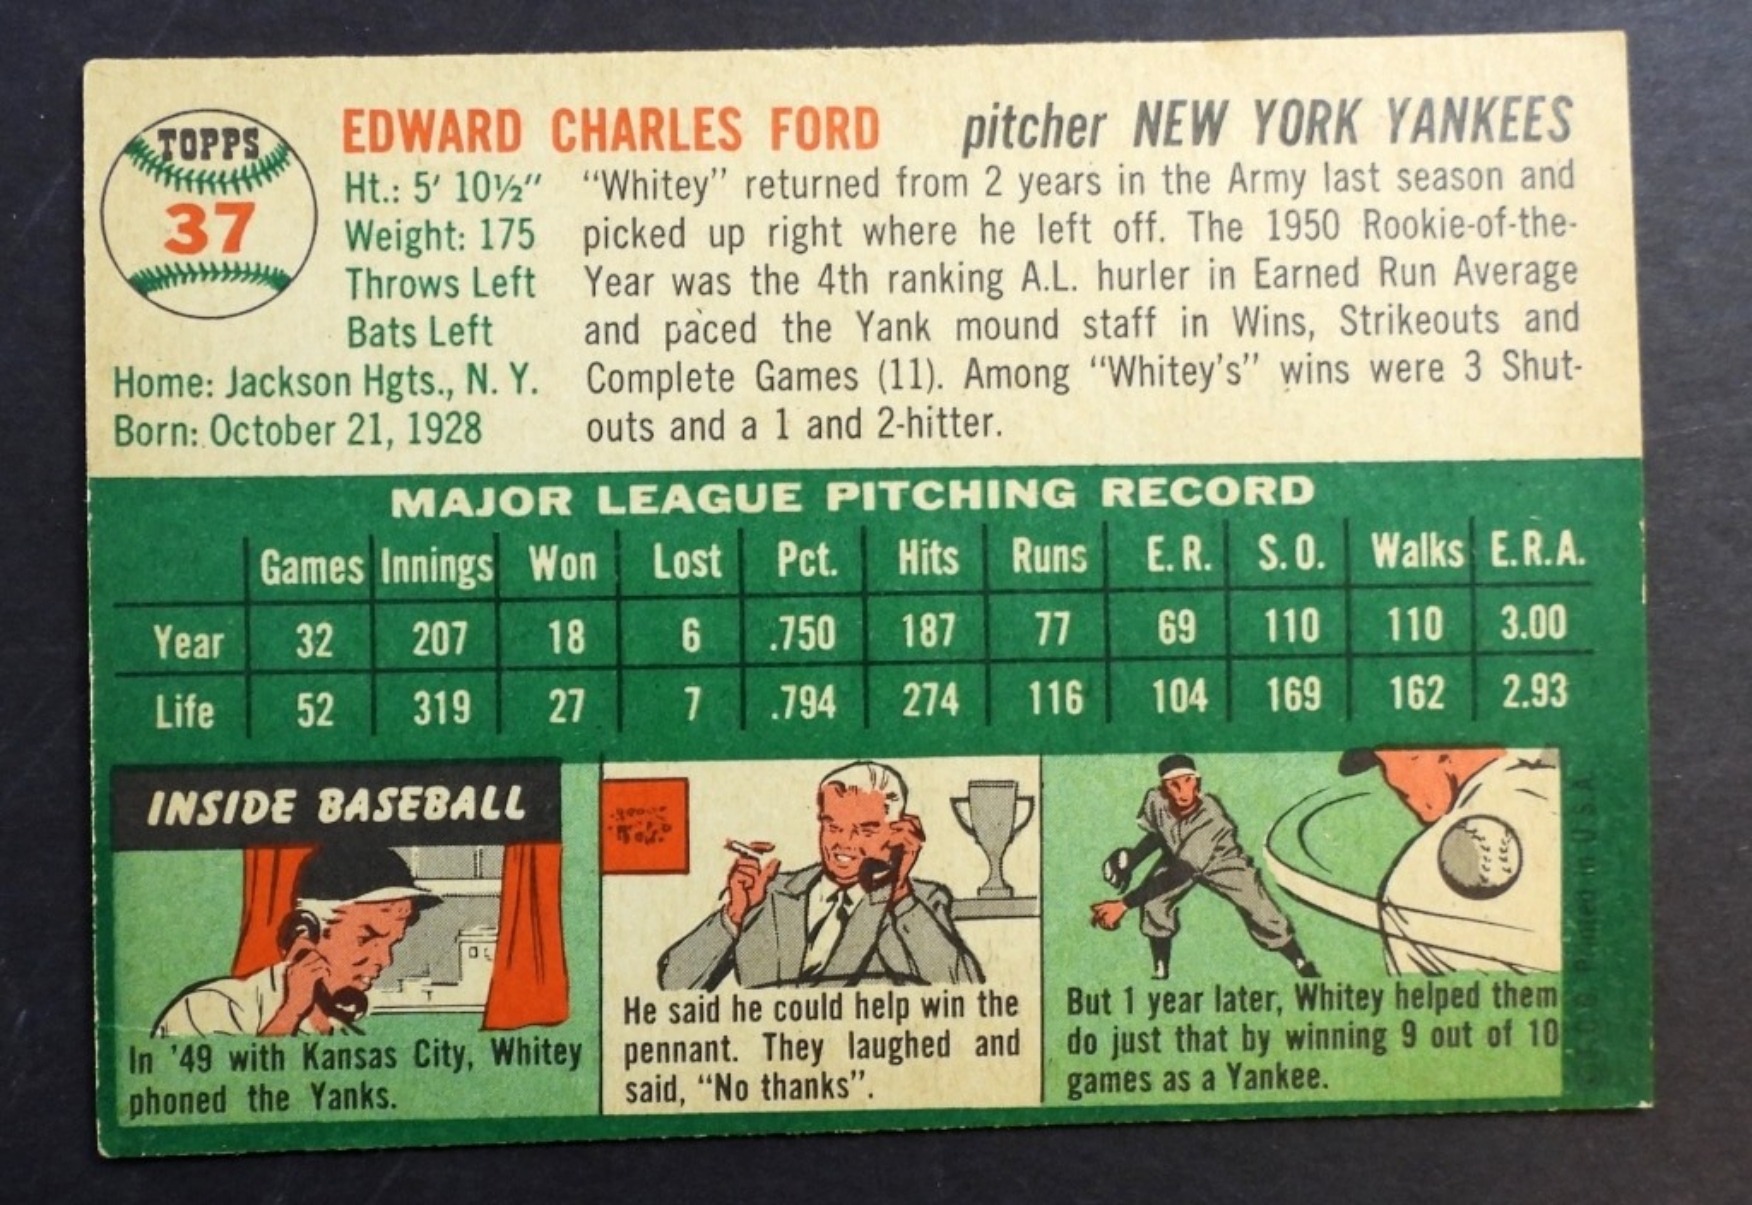 TOPPS
37
EDWARD CHARLES FORD pitcher NEW YORK YANKEES
Ht.: 5′ 10½″
Weight: 175
Throws Left
Bats Left
Home: Jackson Hgts., N. Y.
Born: October 21, 1928
“Whitey” returned from 2 years in the Army last season and
picked up right where he left off. The 1950 Rookie-of-the-
Year was the 4th ranking A.L. hurler in Earned Run Average
and paced the Yank mound staff in Wins, Strikeouts and
Complete Games (11). Among “Whitey’s” wins were 3 Shut-
outs and a 1 and 2-hitter.
MAJOR LEAGUE PITCHING RECORD
Games Innings Won Lost Pct. Hits Runs E. R. S. O. Walks E.R.A.
Year 32 207 18 6 .750 187 77 69 110 110 3.00
Life 52 319 27 7 .794 274 116 104 169 162 2.93
INSIDE BASEBALL
In ’49 with Kansas City, Whitey
phoned the Yanks.
He said he could help win the
pennant. They laughed and
said, “No thanks”.
But 1 year later, Whitey helped them
do just that by winning 9 out of 10
games as a Yankee.
Printed in U.S.A.